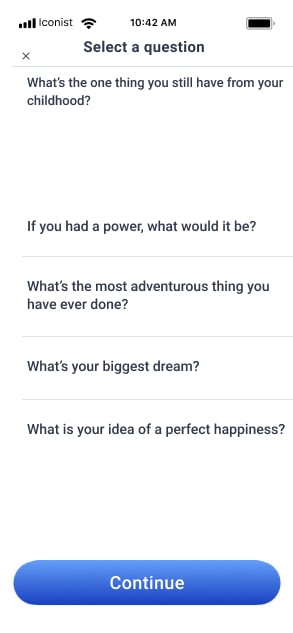 Iconist 10:42 AM
Select a question
What's the one thing you still have from your
childhood?
If you had a power, what would it be?
What's the most adventurous thing you
have ever done?
What's your biggest dream?
What is your idea of a perfect happiness?
Continue